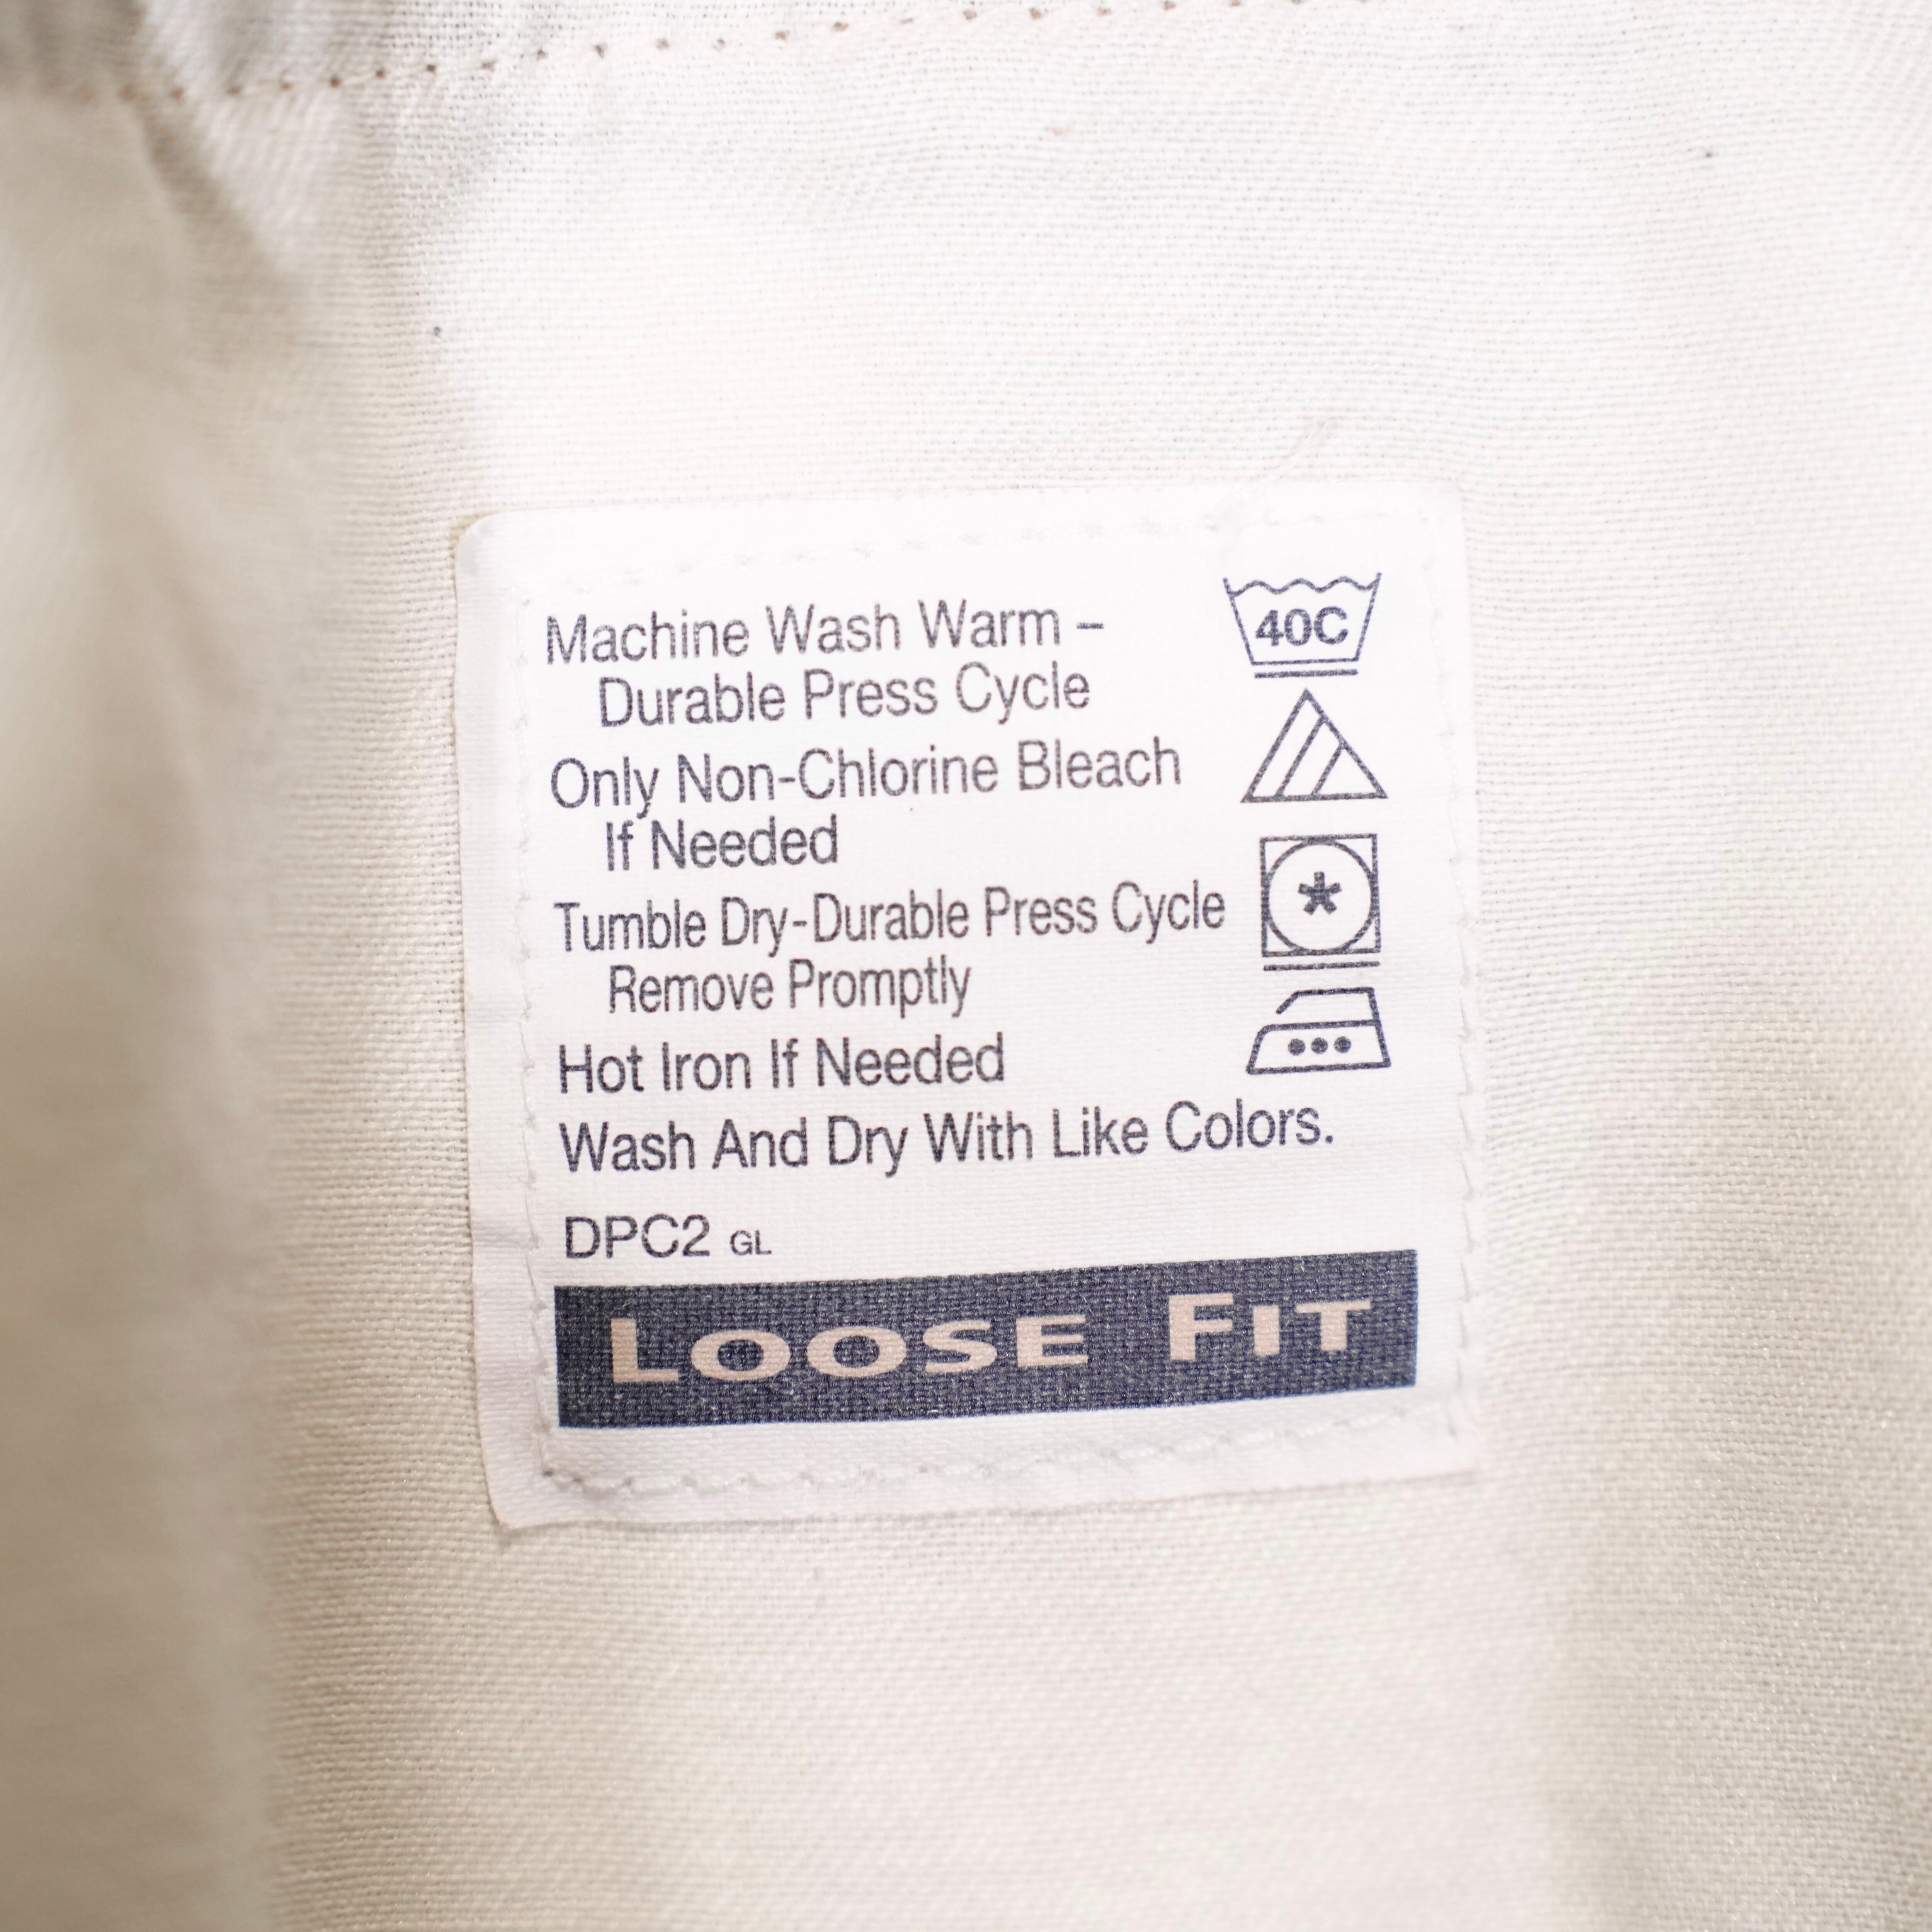 Machine Wash Warm –
Durable Press Cycle
40C
Only Non-Chlorine Bleach
If Needed
Tumble Dry-Durable Press Cycle
Remove Promptly
Hot Iron If Needed
Wash And Dry With Like Colors.
DPC2 GL
LOOSE FIT